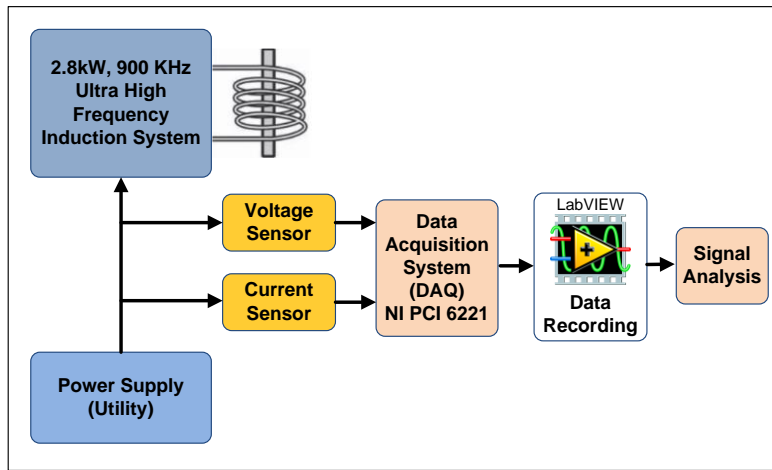 2.8kW, 900 KHz
Ultra High
Frequency
Induction System
Voltage
Sensor
Current
Sensor
Data
Acquisition
System
(DAQ)
NI PCI 6221
LabVIEW
Data
Recording
Signal
Analysis
Power Supply
(Utility)